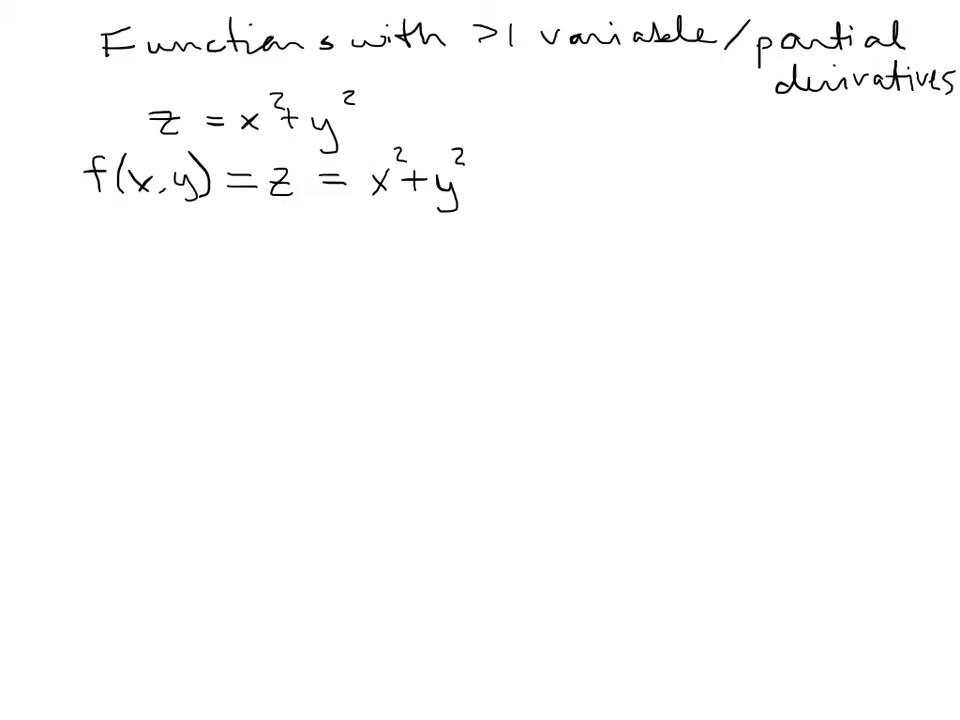 Functions with >1 variable/partial
derivatives
z = x² + y²
f(x,y) = z = x² + y²